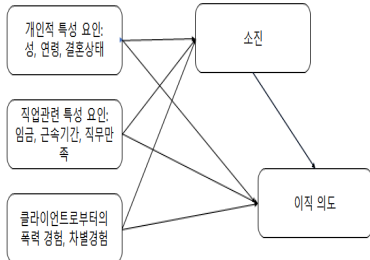 개인적 특성 요인:
성, 연령, 결혼상태
소진
직업관련 특성 요인:
임금, 근속기간, 직무만
족
이직 의도
클라이언트로부터의
폭력 경험, 차별경험